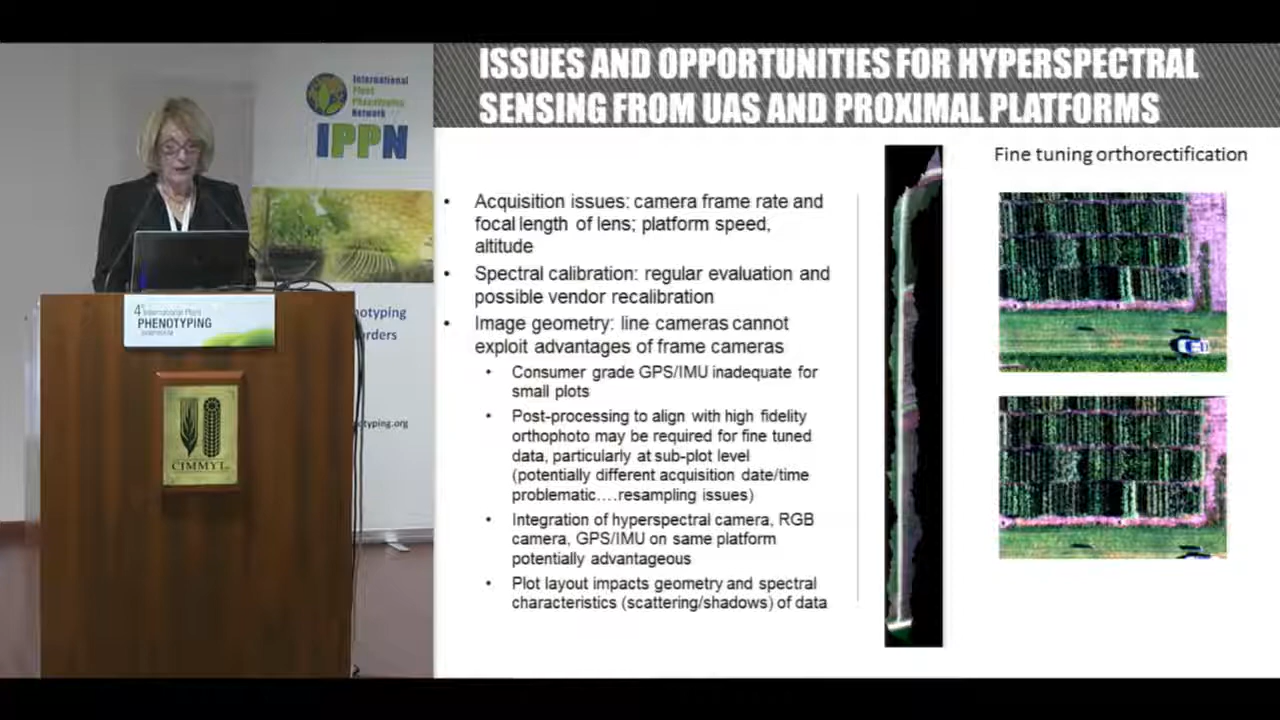 ISSUES AND OPPORTUNITIES FOR HYPERSPECTRAL
SENSING FROM UAS AND PROXIMAL PLATFORMS
International
Plant
Phenotyping
Network
IPPN
Fine tuning orthorectification
• Acquisition issues: camera frame rate and
focal length of lens; platform speed,
altitude
• Spectral calibration: regular evaluation and
possible vendor recalibration
• Image geometry: line cameras cannot
exploit advantages of frame cameras
• Consumer grade GPS/IMU inadequate for
small plots
• Post-processing to align with high fidelity
orthophoto may be required for fine tuned
data, particularly at sub-plot level
(potentially different acquisition date/time
problematic….resampling issues)
• Integration of hyperspectral camera, RGB
camera, GPS/IMU on same platform
potentially advantageous
• Plot layout impacts geometry and spectral
characteristics (scattering/shadows) of data
4th International Plant
PHENOTYPING
notyping
orders
otyping.org
CIMMYT